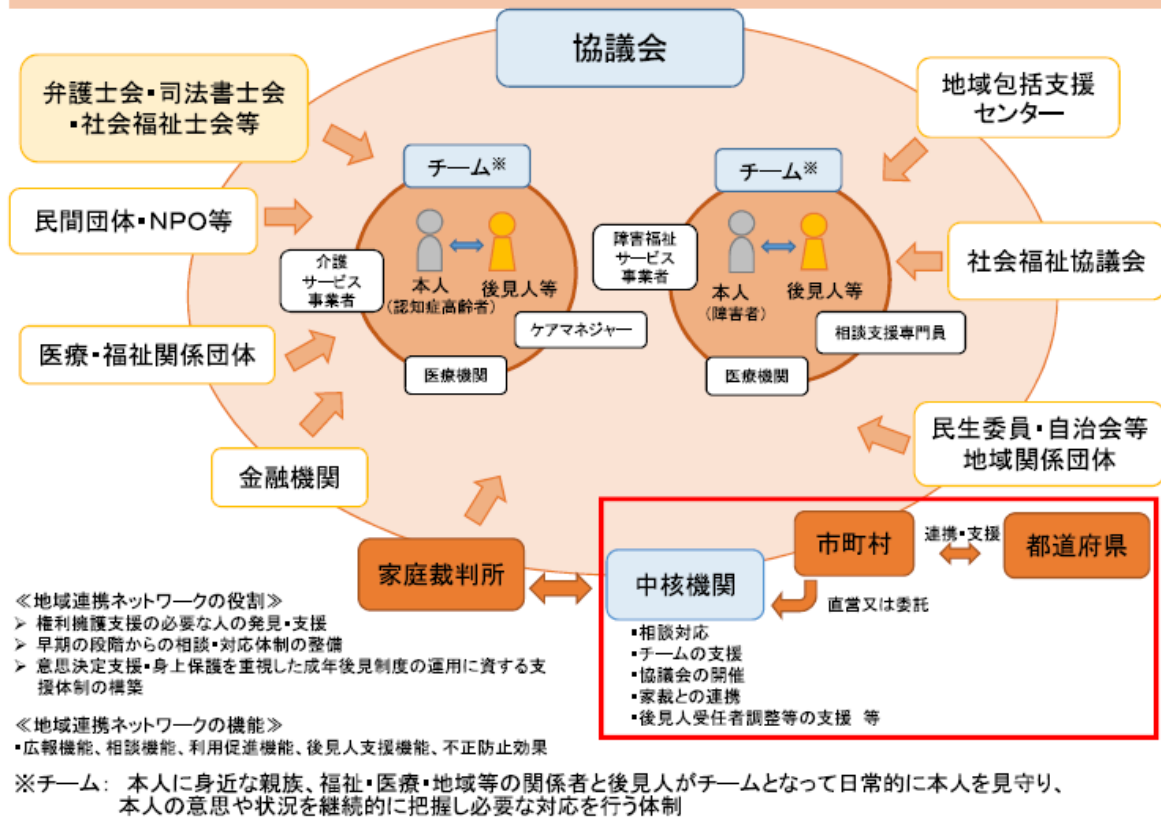 協議会
弁護士会・司法書士会
・社会福祉士会等
地域包括支援
センター
チーム※
チーム※
民間団体・NPO等
介護
サービス
事業者
本人
(認知症高齢者)
後見人等
ケアマネジャー
医療機関
障害福祉
サービス
事業者
本人
(障害者)
後見人等
相談支援専門員
医療機関
社会福祉協議会
医療・福祉関係団体
金融機関
民生委員・自治会等
地域関係団体
家庭裁判所
中核機関
市町村
連携・支援
都道府県
直営又は委託
・相談対応
・チームの支援
・協議会の開催
・家裁との連携
・後見人受任者調整等の支援 等
≪地域連携ネットワークの役割≫
➢ 権利擁護支援の必要な人の発見・支援
➢ 早期の段階からの相談・対応体制の整備
➢ 意思決定支援・身上保護を重視した成年後見制度の運用に資する支
援体制の構築
≪地域連携ネットワークの機能≫
・広報機能、相談機能、利用促進機能、後見人支援機能、不正防止効果
※チーム: 本人に身近な親族、福祉・医療・地域等の関係者と後見人がチームとなって日常的に本人を見守り、
本人の意思や状況を継続的に把握し必要な対応を行う体制